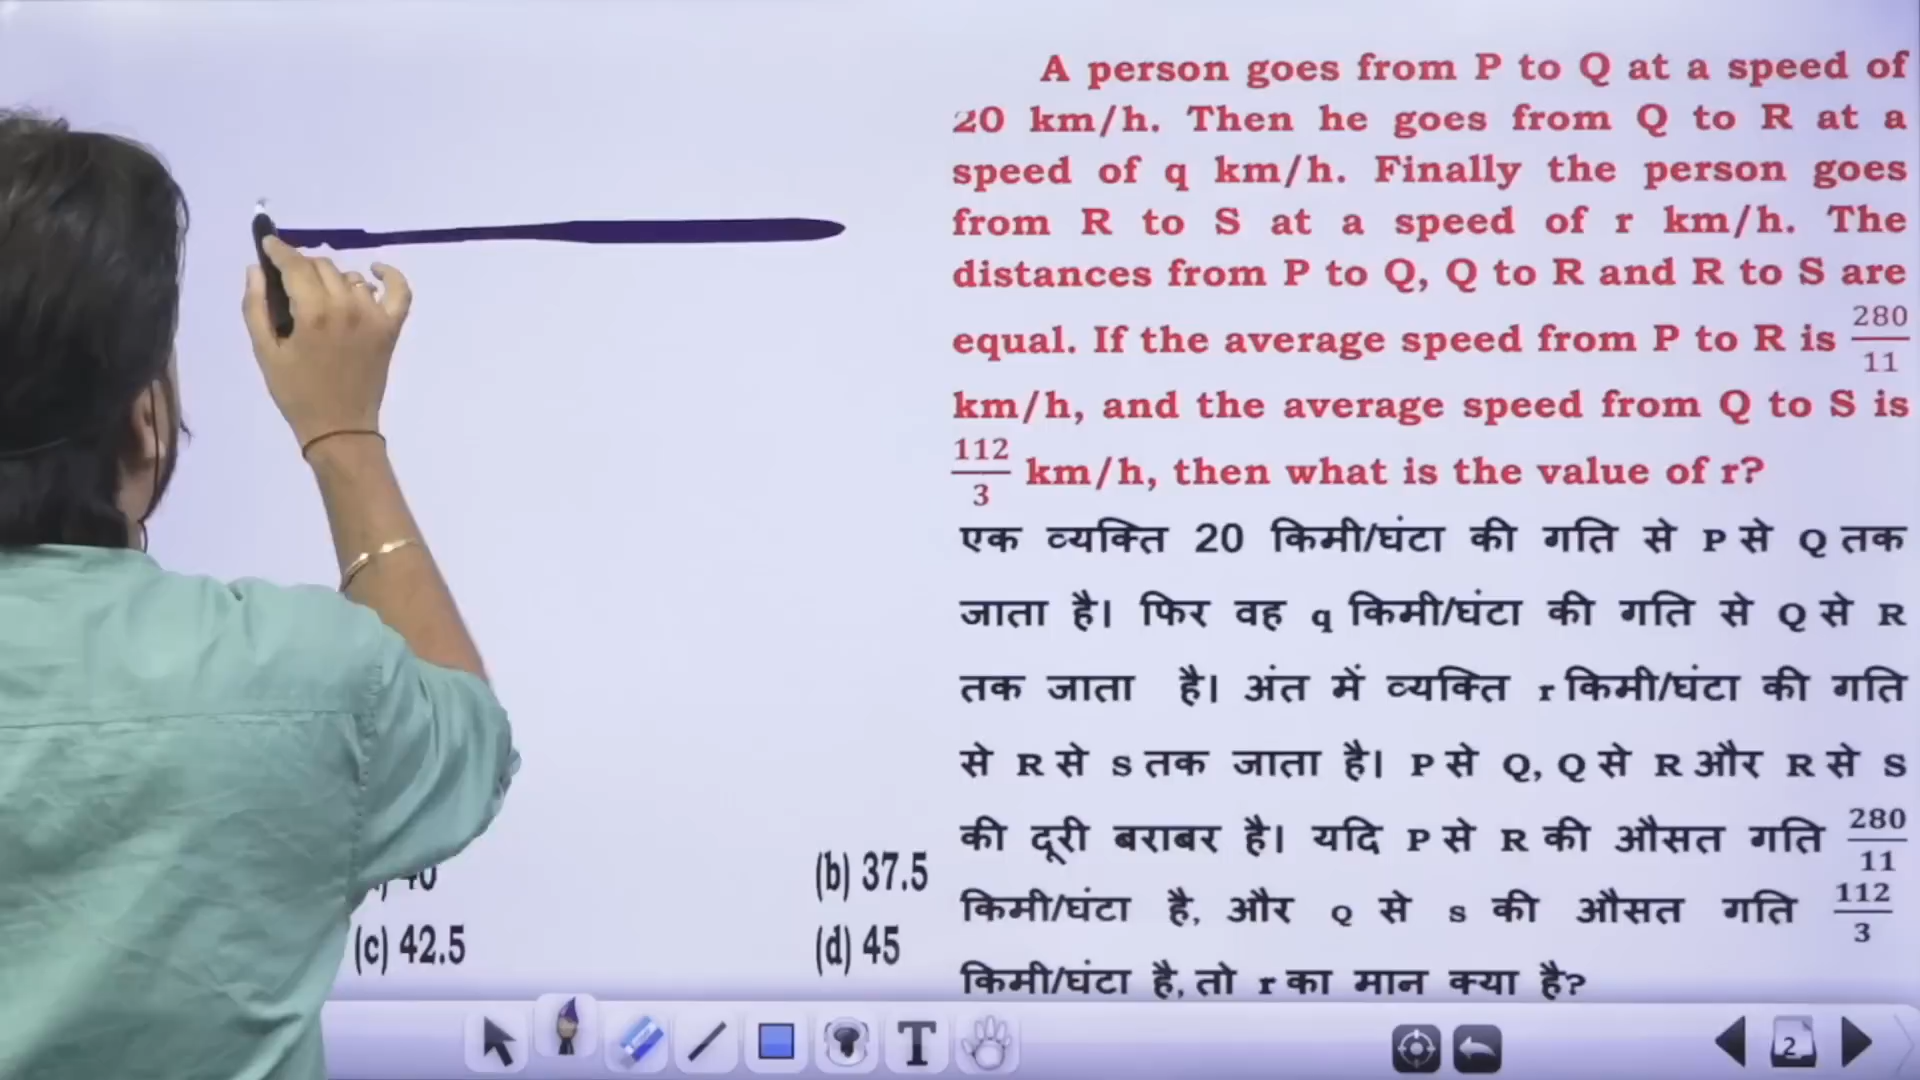 A person goes from P to Q at a speed of
20 km/h. Then he goes from Q to R at a
speed of q km/h. Finally the person goes
from R to S at a speed of r km/h. The
distances from P to Q, Q to R and R to S are
equal. If the average speed from P to R is 280/11
km/h, and the average speed from Q to S is
112/3 km/h, then what is the value of r?
एक व्यक्ति 20 किमी/घंटा की गति से P से Q तक
जाता है। फिर वह q किमी/घंटा की गति से Q से R
तक जाता है। अंत में व्यक्ति r किमी/घंटा की गति
से R से S तक जाता है। P से Q, Q से R और R से S
की दूरी बराबर है। यदि P से R की औसत गति 280/11
किमी/घंटा है, और Q से S की औसत गति 112/3
किमी/घंटा है, तो r का मान क्या है?
40
(b) 37.5
(c) 42.5
(d) 45
T
2